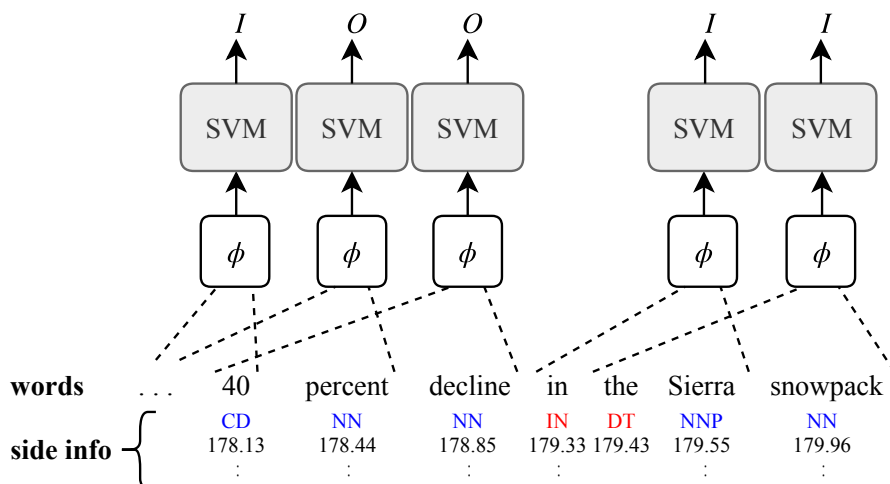 I O O I I
SVM SVM SVM SVM SVM
ϕ ϕ ϕ ϕ ϕ
words . . . 40 percent decline in the Sierra snowpack
CD NN NN IN DT NNP NN
side info 178.13 178.44 178.85 179.33 179.43 179.55 179.96
: : : : : : :